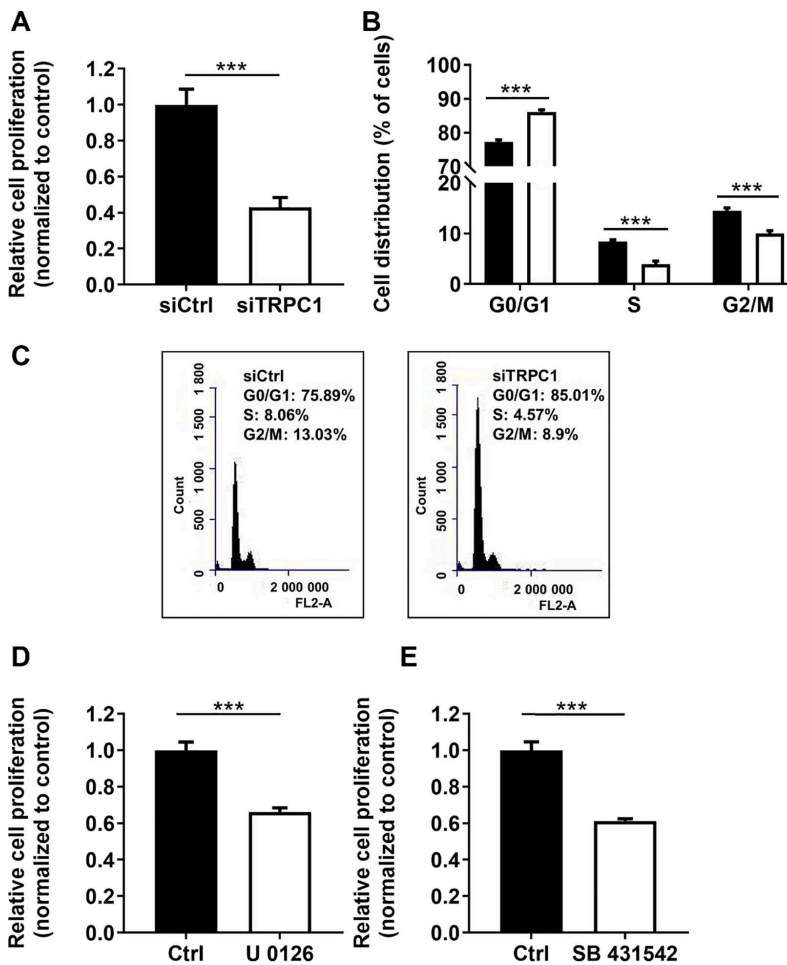 A
Relative cell proliferation
(normalized to control)
1.2
1.0
0.8
0.6
0.4
0.2
0.0
***
siCtrl siTRPC1
B
Cell distribution (% of cells)
100
90
80
70
20
10
0
***
***
***
G0/G1 S G2/M
C
siCtrl
G0/G1: 75.89%
S: 8.06%
G2/M: 13.03%
Count
1 800
1 500
1 000
500
0
0 2 000 000
FL2-A
siTRPC1
G0/G1: 85.01%
S: 4.57%
G2/M: 8.9%
Count
1 800
1 500
1 000
500
0
0 2 000 000
FL2-A
D
Relative cell proliferation
(normalized to control)
1.2
1.0
0.8
0.6
0.4
0.2
0.0
***
Ctrl U 0126
E
Relative cell proliferation
(normalized to control)
1.2
1.0
0.8
0.6
0.4
0.2
0.0
***
Ctrl SB 431542